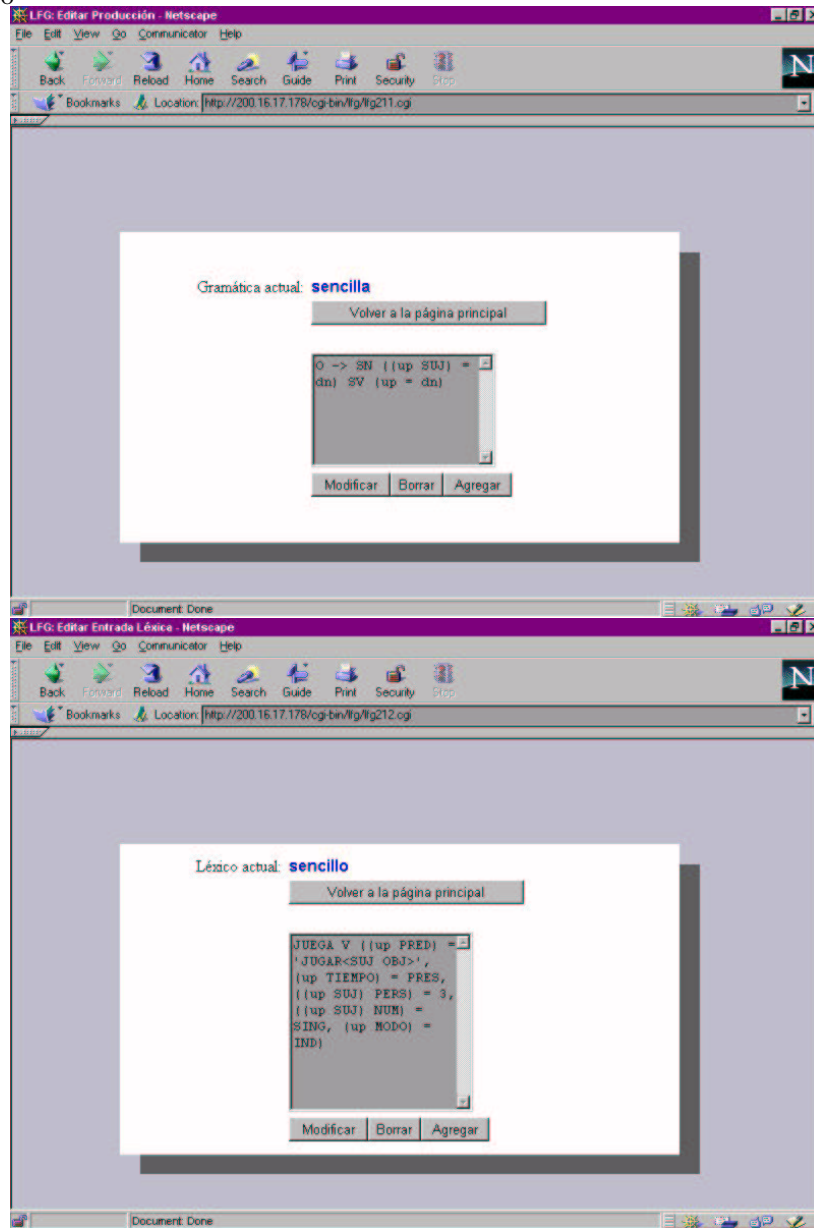 LFG: Editar Producción - Netscape
File Edit View Go Communicator Help
Back Forward Reload Home Search Guide Print Security Stop
Bookmarks Location: http://200.16.17.178/cgi-bin/lfg/lfg211.cgi
Gramática actual: sencilla
Volver a la página principal
O -> SN ((up SUJ) =
dn) SV (up = dn)
Modificar Borrar Agregar
Document: Done
LFG: Editar Entrada Léxica - Netscape
File Edit View Go Communicator Help
Back Forward Reload Home Search Guide Print Security Stop
Bookmarks Location: http://200.16.17.178/cgi-bin/lfg/lfg212.cgi
Léxico actual: sencillo
Volver a la página principal
JUEGA V ((up PRED) =
'JUGAR<SUJ OBJ>',
(up TIEMPO) = PRES,
((up SUJ) PERS) = 3,
((up SUJ) NUM) =
SING, (up MODO) =
IND)
Modificar Borrar Agregar
Document: Done